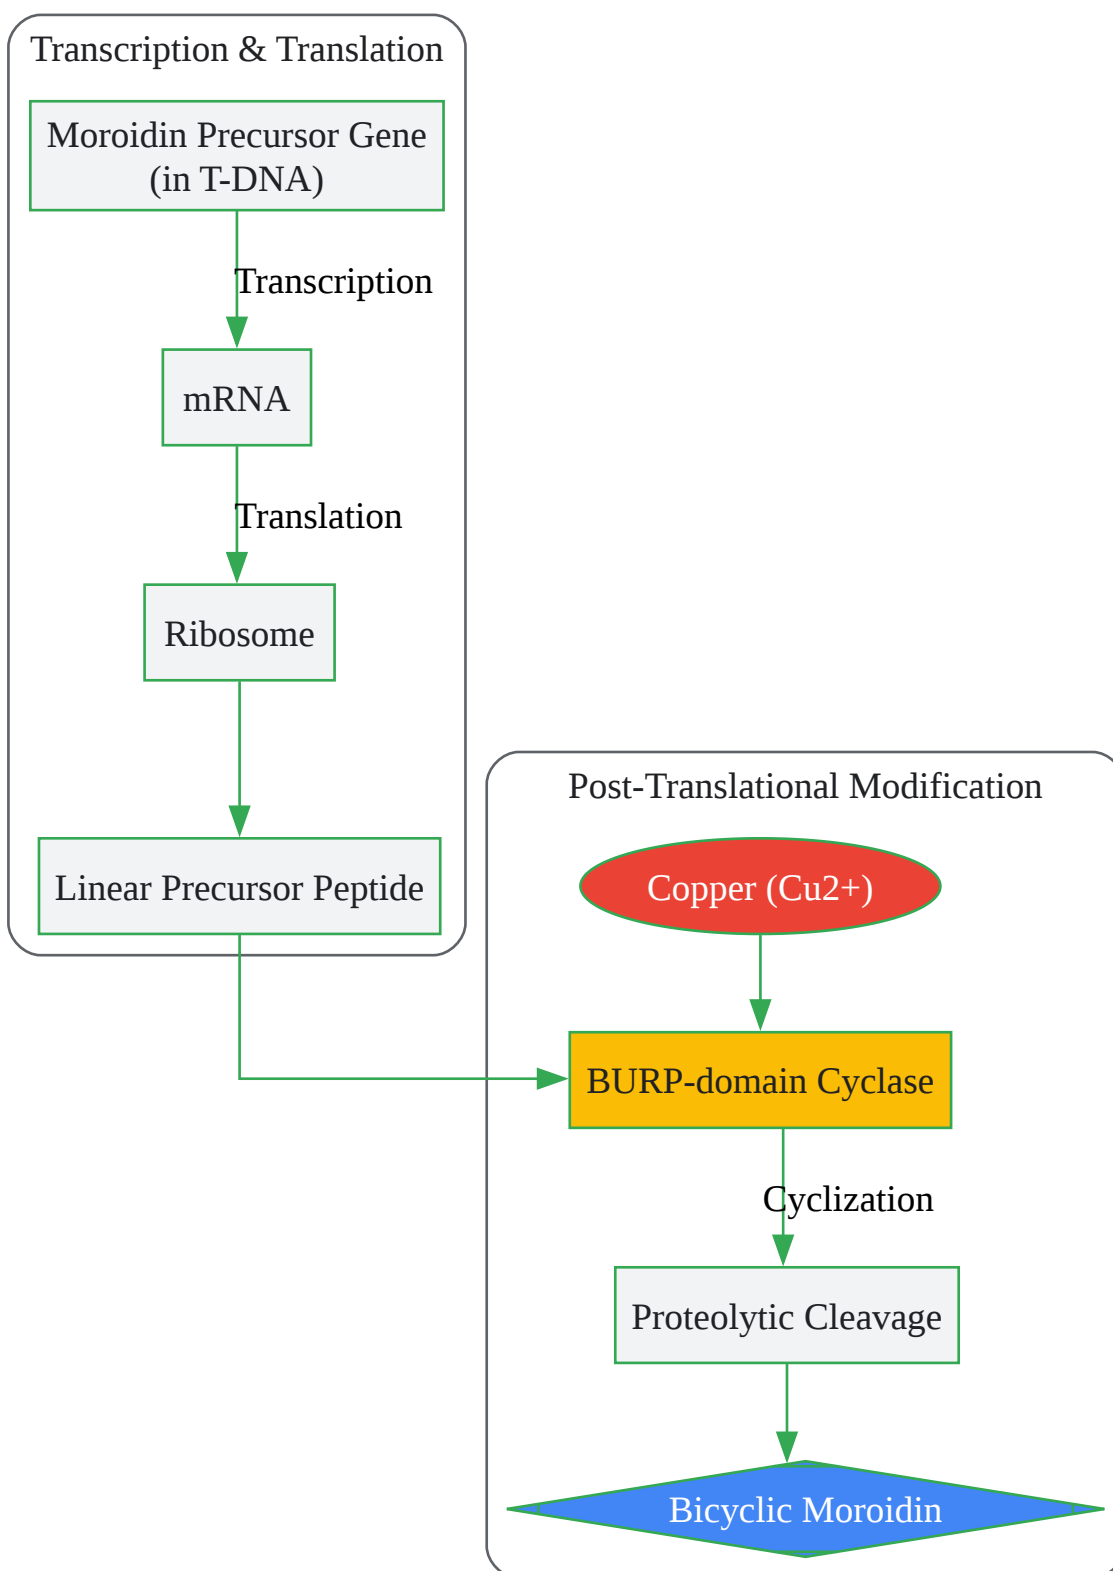 Transcription & Translation
Moroidin Precursor Gene
(in T-DNA)
Transcription
mRNA
Translation
Ribosome
Linear Precursor Peptide
Post-Translational Modification
Copper (Cu2+)
BURP-domain Cyclase
Cyclization
Proteolytic Cleavage
Bicyclic Moroidin